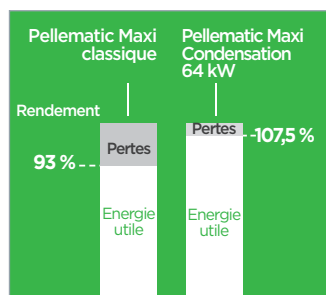 Pellematic Maxi
classique
Pellematic Maxi
Condensation
64 kW
Rendement
Pertes
93 %
Energie
utile
Pertes
107,5 %
Energie
utile